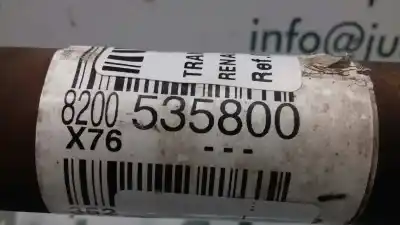 info@ju
TRA
RENA
Ref.
8200 535800
X76 ---